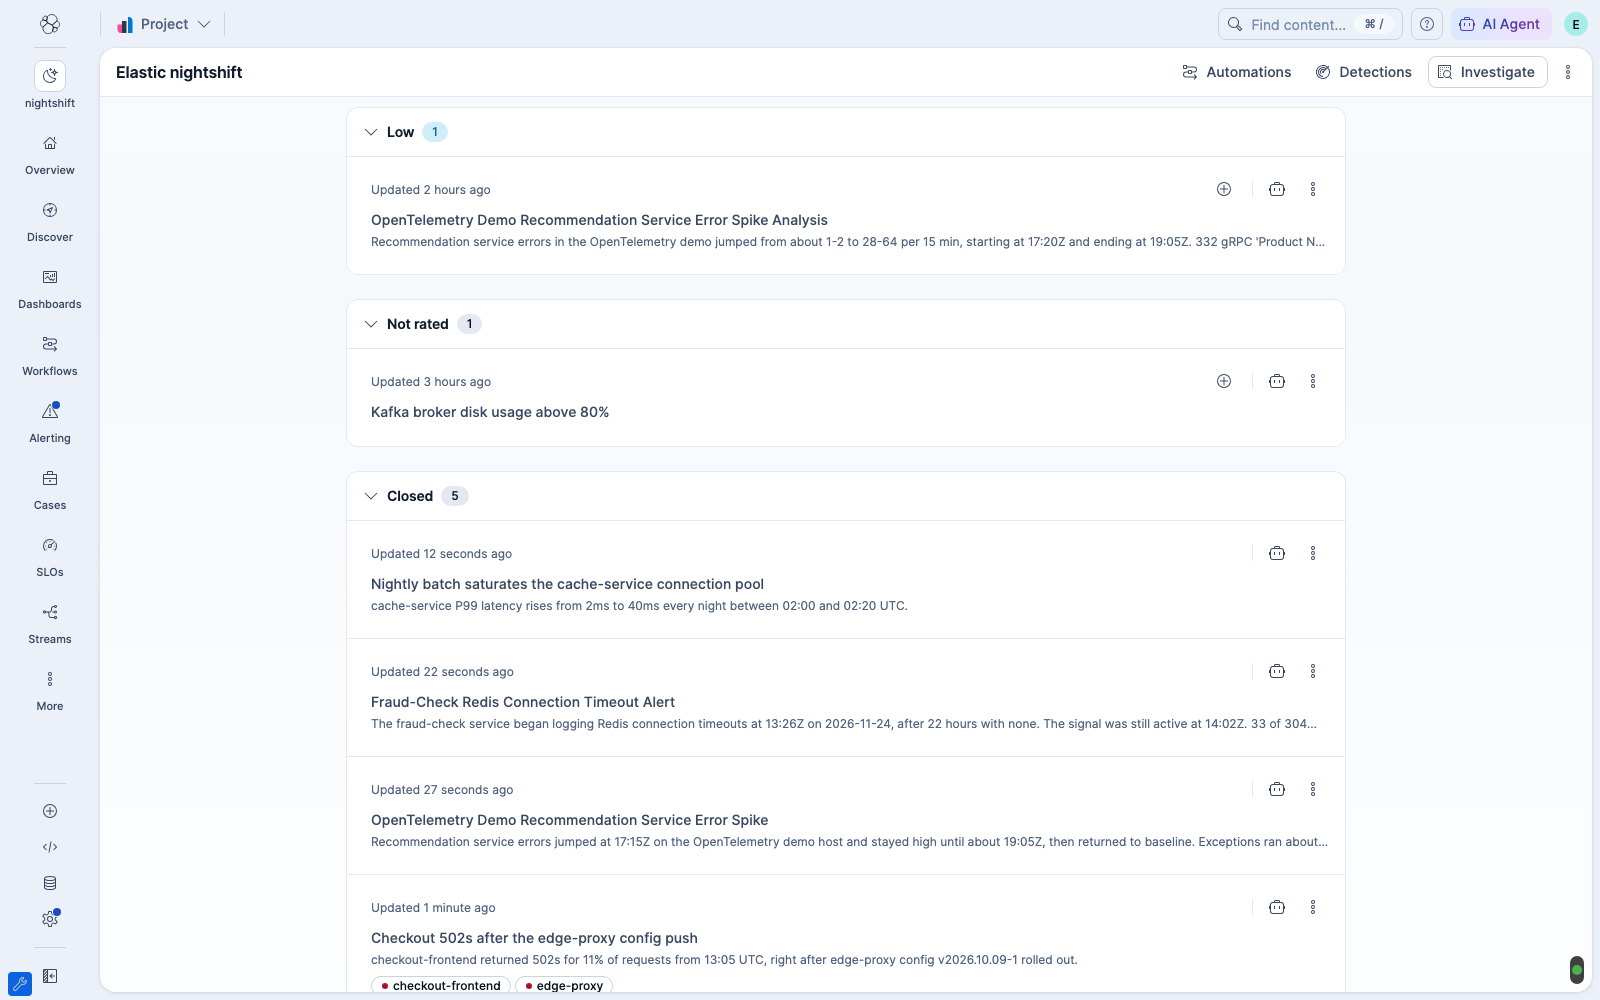 Project
Find content...
⌘ /
AI Agent
E
Elastic nightshift
Automations
Detections
Investigate
nightshift
Overview
Discover
Dashboards
Workflows
Alerting
Cases
SLOs
Streams
More
Low 1
Updated 2 hours ago
OpenTelemetry Demo Recommendation Service Error Spike Analysis
Recommendation service errors in the OpenTelemetry demo jumped from about 1-2 to 28-64 per 15 min, starting at 17:20Z and ending at 19:05Z. 332 gRPC 'Product N...
Not rated 1
Updated 3 hours ago
Kafka broker disk usage above 80%
Closed 5
Updated 12 seconds ago
Nightly batch saturates the cache-service connection pool
cache-service P99 latency rises from 2ms to 40ms every night between 02:00 and 02:20 UTC.
Updated 22 seconds ago
Fraud-Check Redis Connection Timeout Alert
The fraud-check service began logging Redis connection timeouts at 13:26Z on 2026-11-24, after 22 hours with none. The signal was still active at 14:02Z. 33 of 304...
Updated 27 seconds ago
OpenTelemetry Demo Recommendation Service Error Spike
Recommendation service errors jumped at 17:15Z on the OpenTelemetry demo host and stayed high until about 19:05Z, then returned to baseline. Exceptions ran about...
Updated 1 minute ago
Checkout 502s after the edge-proxy config push
checkout-frontend returned 502s for 11% of requests from 13:05 UTC, right after edge-proxy config v2026.10.09-1 rolled out.
checkout-frontend
edge-proxy